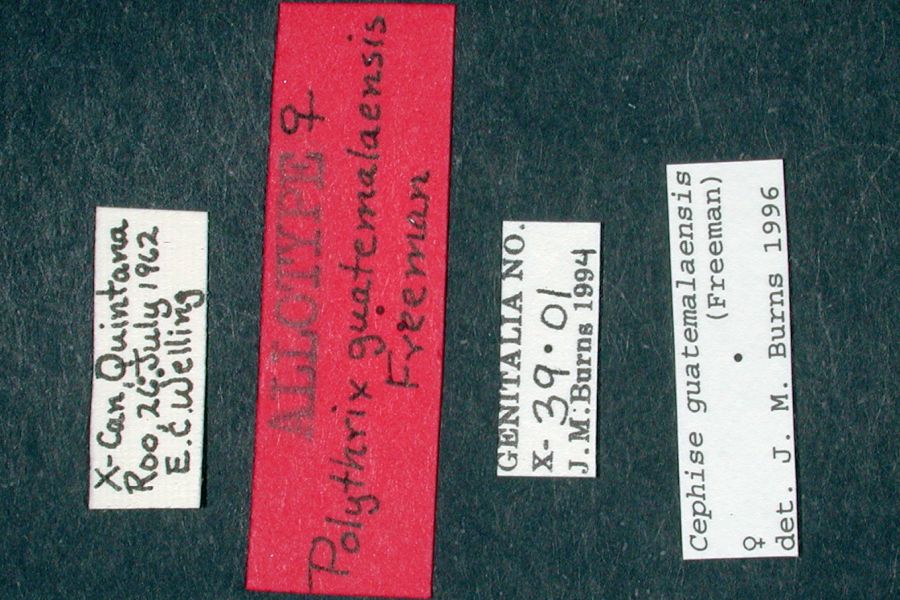 X-Can, Quintana
Roo, 26 July 1962
E.C. Welling
ALLOTYPE ♀
Polythrix guatemalaensis
Freeman
GENITALIA NO.
X-39·01
J.M. Burns 1994
Cephise guatemalaensis
(Freeman)
♀ •
det. J. M. Burns 1996